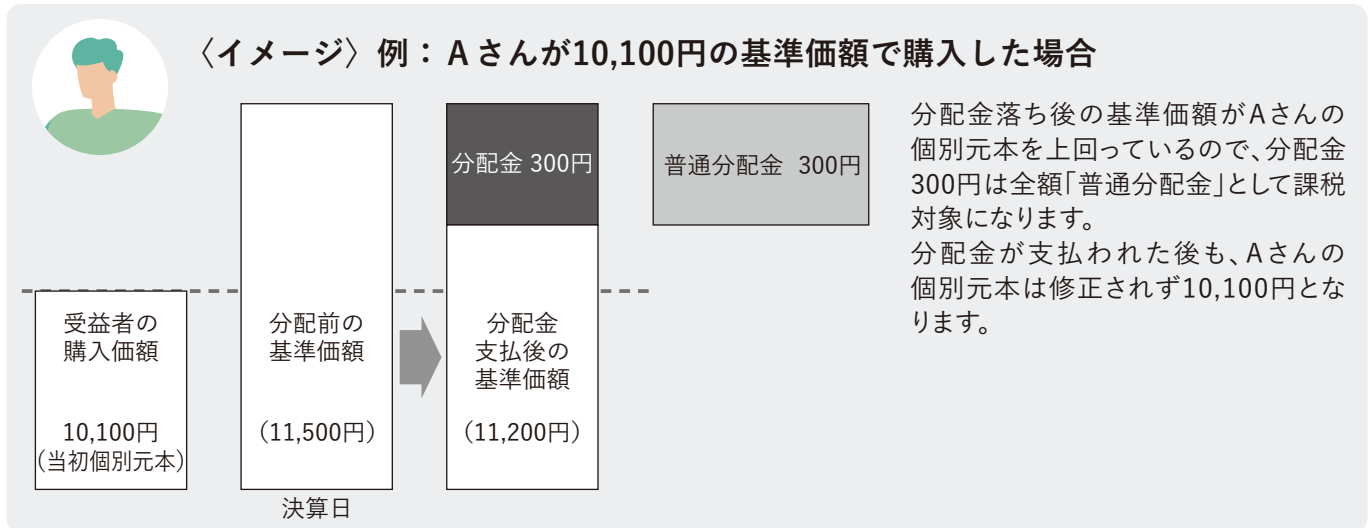 〈イメージ〉例：Aさんが10,100円の基準価額で購入した場合
受益者の
購入価額
10,100円
(当初個別元本)
分配前の
基準価額
(11,500円)
決算日
分配金 300円
分配金
支払後の
基準価額
(11,200円)
普通分配金 300円
分配金落ち後の基準価額がAさんの
個別元本を上回っているので、分配金
300円は全額「普通分配金」として課税
対象になります。
分配金が支払われた後も、Aさんの
個別元本は修正されず10,100円とな
ります。